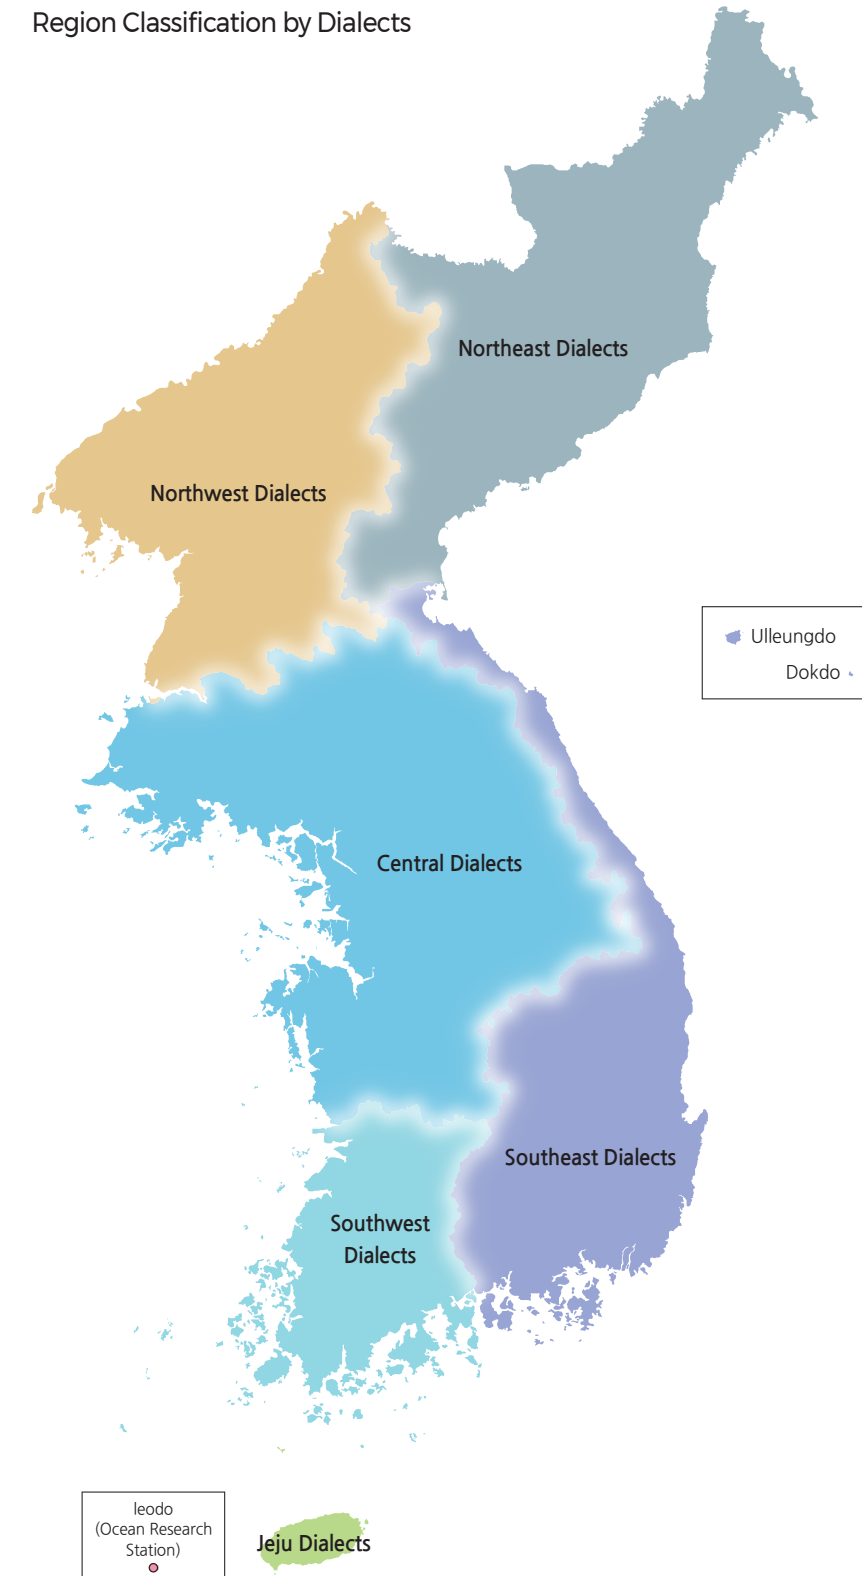 Region Classification by Dialects
Northeast Dialects
Northwest Dialects
Ulleungdo
Dokdo
Central Dialects
Southeast Dialects
Southwest
Dialects
Ieodo
(Ocean Research
Station)
Jeju Dialects